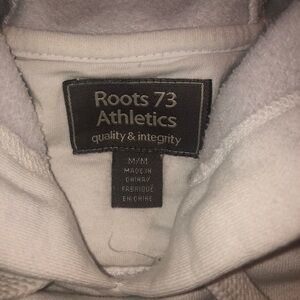 Roots 73
Athletics
quality & integrity
M/M
MADE IN
CHINA/
FABRIQUÉ
EN CHINE